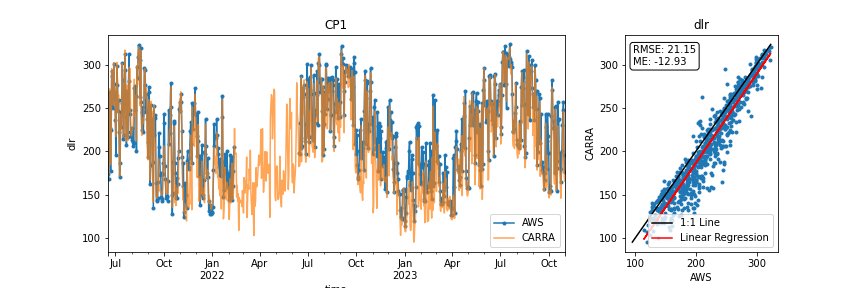 CP1
dlr
300
250
200
150
100
dlr
Jul
Oct
Jan
2022
Apr
Jul
Oct
Jan
2023
Apr
Jul
Oct
time
AWS
CARRA
dlr
RMSE: 21.15
ME: -12.93
300
250
200
150
100
CARRA
1:1 Line
Linear Regression
100
200
300
AWS